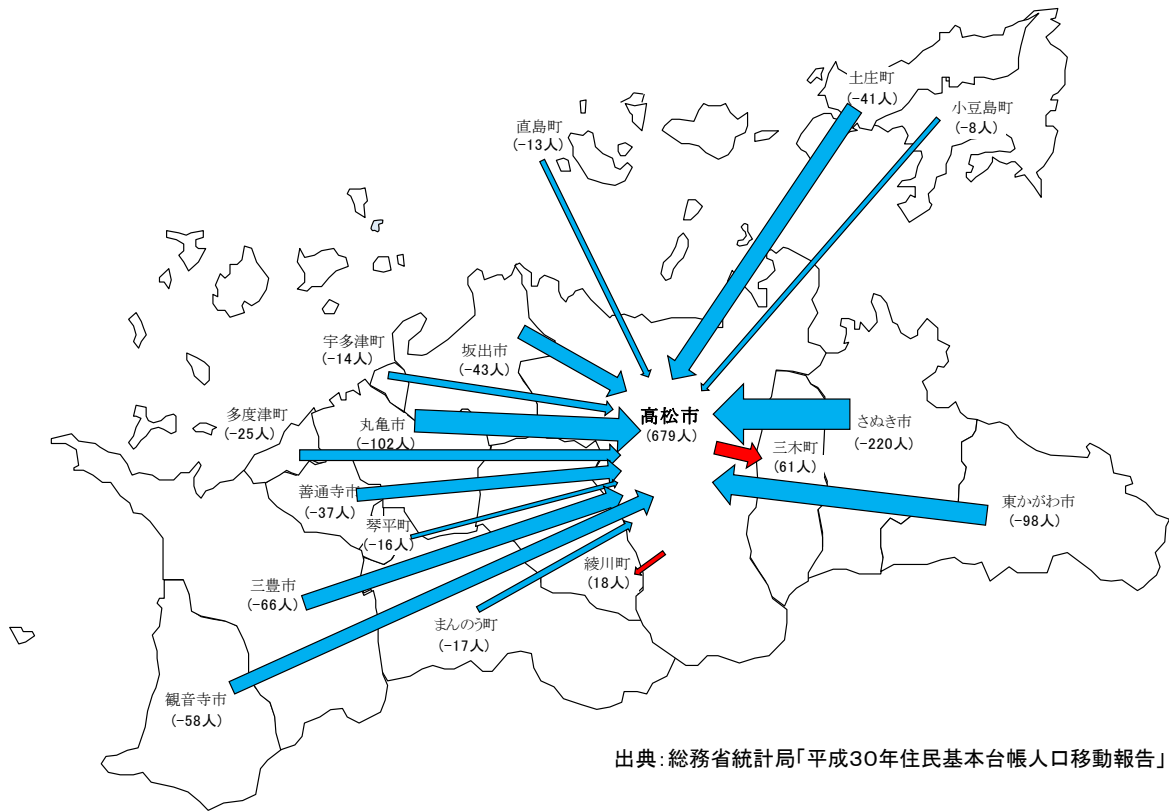 土庄町
(-41人)
小豆島町
(-8人)
直島町
(-13人)
宇多津町
(-14人)
坂出市
(-43人)
多度津町
(-25人)
丸亀市
(-102人)
高松市
(679人)
さぬき市
(-220人)
三木町
(61人)
善通寺市
(-37人)
東かがわ市
(-98人)
琴平町
(-16人)
綾川町
(18人)
三豊市
(-66人)
まんのう町
(-17人)
観音寺市
(-58人)
出典:総務省統計局「平成30年住民基本台帳人口移動報告」